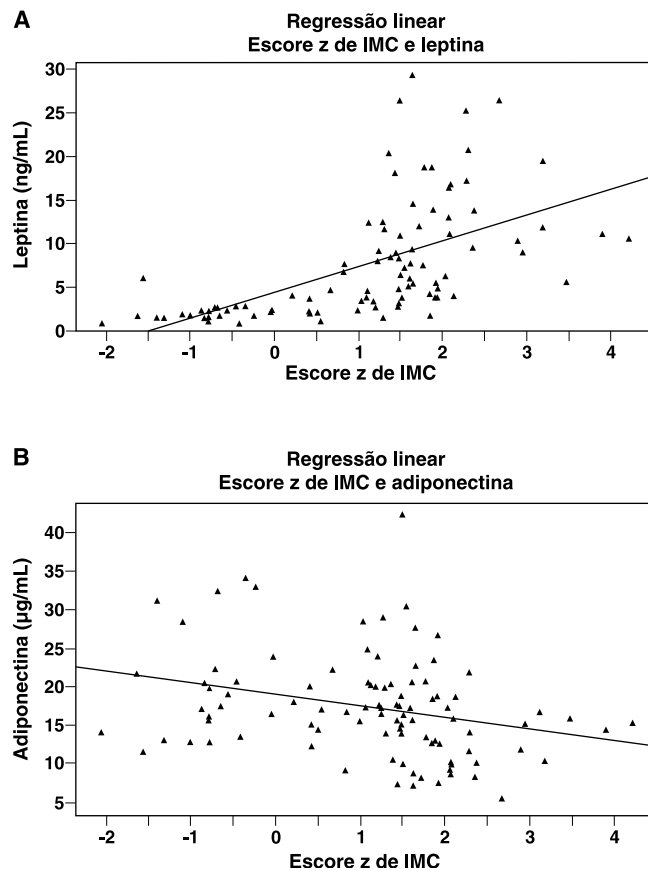 A
Regressão linear
Escore z de IMC e leptina
Leptina (ng/mL)
30
25
20
15
10
5
0
-2 -1 0 1 2 3 4
Escore z de IMC
B
Regressão linear
Escore z de IMC e adiponectina
Adiponectina (µg/mL)
40
35
30
25
20
15
10
5
-2 -1 0 1 2 3 4
Escore z de IMC